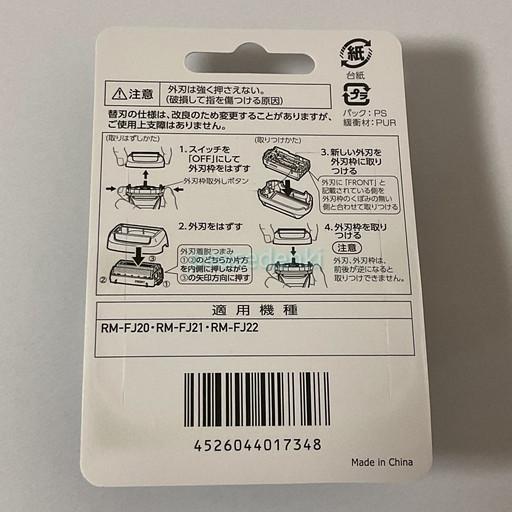 注意
外刃は強く押さえない。
(破損して指を傷つける原因)
紙
台紙
プラ
パック:PS
緩衝材:PUR
替刃の仕様は、改良のため変更することがありますが、
ご使用上支障はありません。
(取りはずしかた)
1.スイッチを
「OFF」にして
外刃枠をはずす
外刃枠取外しボタン
2.外刃をはずす
外刃着脱つまみ
①②のどちらか片方
を内側に押しながら
③の矢印方向に押す
③
②
①
(取りつけかた)
3.新しい外刃を
外刃枠に取り
つける
外刃に「FRONT」と
記載されている側を
外刃枠のくぼみの無い
側と合わせて取りつける
4.外刃枠を取り
つける
注意
外刃、外刃枠は、
前後が逆になると
取りつけできません。
適用機種
RM-FJ20・RM-FJ21・RM-FJ22
4526044017348
Made in China